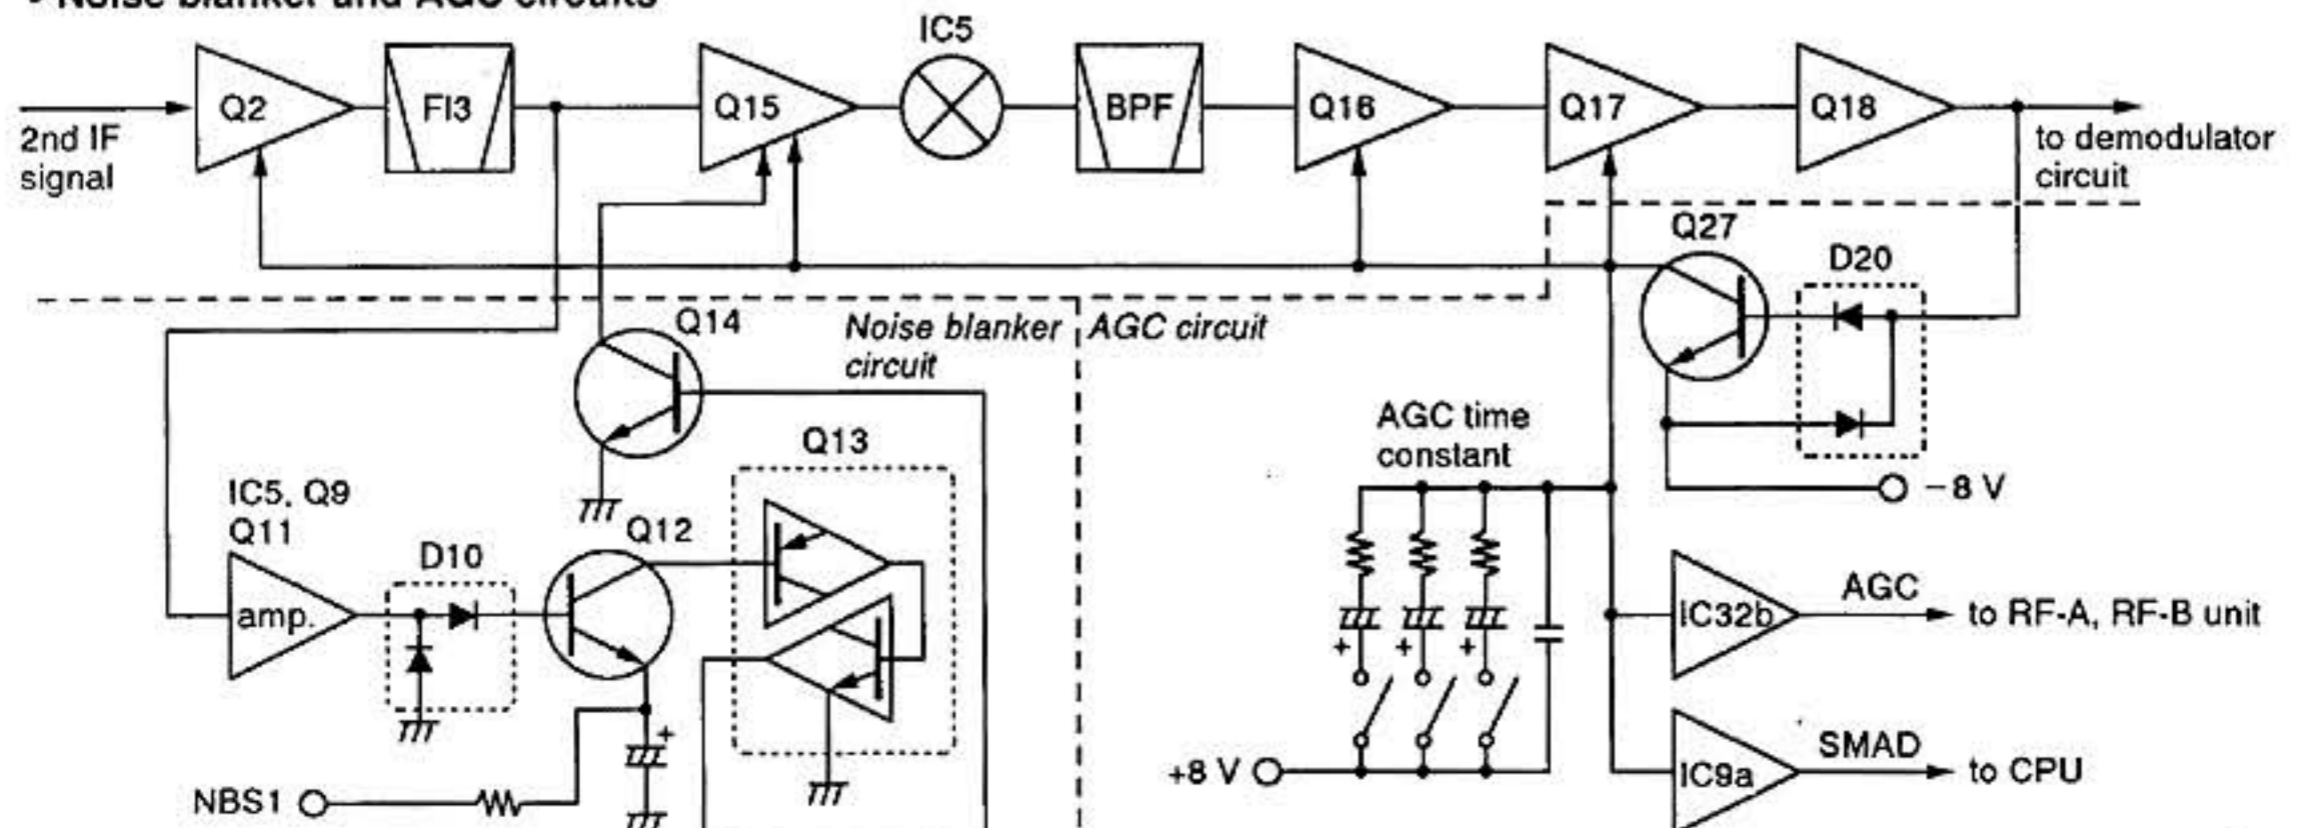 • Noise blanker and AGC circuits
IC5
Q2
FI3
Q15
BPF
Q16
Q17
Q18
2nd IF
signal
to demodulator
circuit
Q27
D20
Q14
Noise blanker
circuit
AGC circuit
AGC time
constant
Q13
−8 V
IC5, Q9
Q11
Q12
D10
amp.
IC32b
AGC
to RF-A, RF-B unit
+
+
+
+
SMAD
IC9a
to CPU
+8 V
NBS1